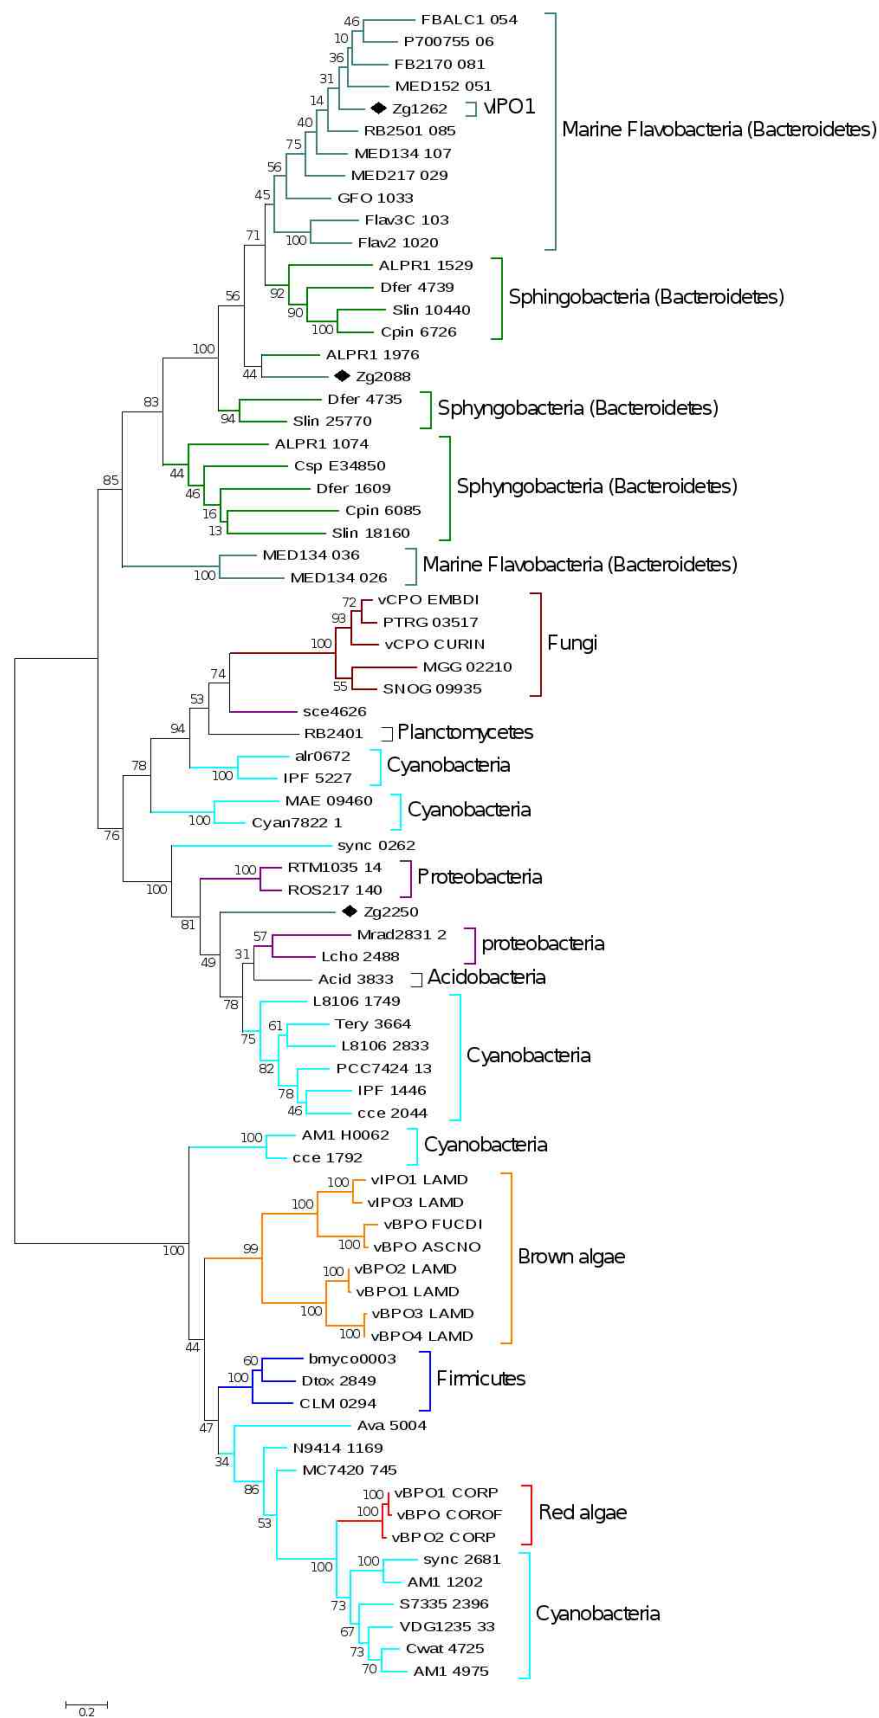 46
FBALC1 054
10
P700755 06
36
FB2170 081
31
MED152 051
14
Zg1262
vIPO1
40
RB2501 085
Marine Flavobacteria (Bacteroidetes)
75
MED134 107
56
MED217 029
45
GFO 1033
Flav3C 103
71
100
Flav2 1020
ALPR1 1529
92
Dfer 4739
Sphingobacteria (Bacteroidetes)
56
90
Slin 10440
100
Cpin 6726
100
ALPR1 1976
44
Zg2088
83
Dfer 4735
Sphyngobacteria (Bacteroidetes)
94
Slin 25770
ALPR1 1074
44
Csp E34850
85
46
Dfer 1609
Sphyngobacteria (Bacteroidetes)
16
Cpin 6085
13
Slin 18160
MED134 036
Marine Flavobacteria (Bacteroidetes)
100
MED134 026
72
vCPO EMBDI
93
PTRG 03517
100
vCPO CURIN
Fungi
MGG 02210
74
55
SNOG 09935
53
sce4626
94
RB2401
Planctomycetes
alr0672
Cyanobacteria
78
100
IPF 5227
MAE 09460
Cyanobacteria
100
Cyan7822 1
76
sync 0262
100
RTM1035 14
Proteobacteria
100
ROS217 140
81
Zg2250
57
Mrad2831 2
proteobacteria
49
31
Lcho 2488
Acid 3833
Acidobacteria
78
L8106 1749
61
Tery 3664
75
L8106 2833
Cyanobacteria
82
PCC7424 13
78
IPF 1446
46
cce 2044
100
AM1 H0062
Cyanobacteria
cce 1792
100
vIPO1 LAMD
100
vIPO3 LAMD
vBPO FUCDI
100
99
100
vBPO ASCNO
Brown algae
100
vBPO2 LAMD
vBPO1 LAMD
100
vBPO3 LAMD
44
100
vBPO4 LAMD
60
bmyco0003
100
Dtox 2849
Firmicutes
CLM 0294
47
Ava 5004
34
N9414 1169
86
MC7420 745
100
vBPO1 CORP
53
100
vBPO COROF
Red algae
vBPO2 CORP
100
100
sync 2681
AM1 1202
73
S7335 2396
Cyanobacteria
67
VDG1235 33
73
Cwat 4725
70
AM1 4975
0.2